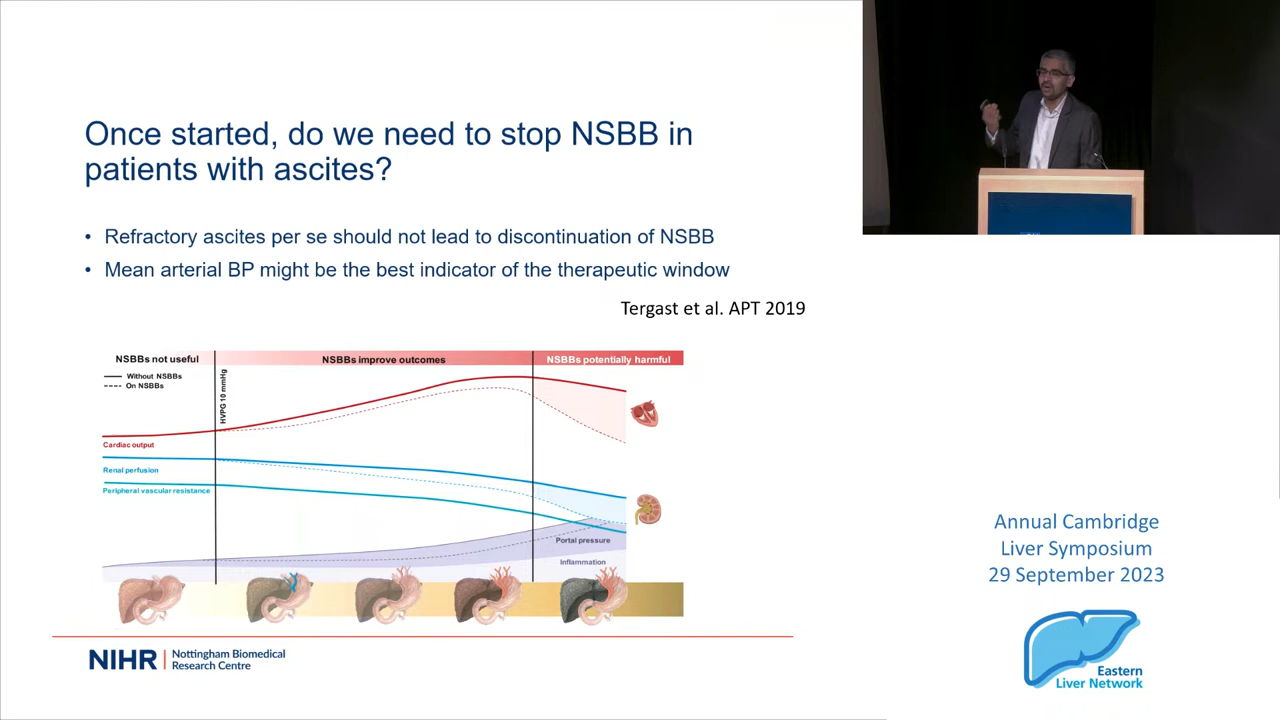 Once started, do we need to stop NSBB in
patients with ascites?
• Refractory ascites per se should not lead to discontinuation of NSBB
• Mean arterial BP might be the best indicator of the therapeutic window
Tergast et al. APT 2019
NSBBs not useful
NSBBs improve outcomes
NSBBs potentially harmful
Without NSBBs
On NSBBs
HVPG 10 mmHg
Cardiac output
Renal perfusion
Peripheral vascular resistance
Portal pressure
Inflammation
NIHR | Nottingham Biomedical
Research Centre
Annual Cambridge
Liver Symposium
29 September 2023
Eastern
Liver Network